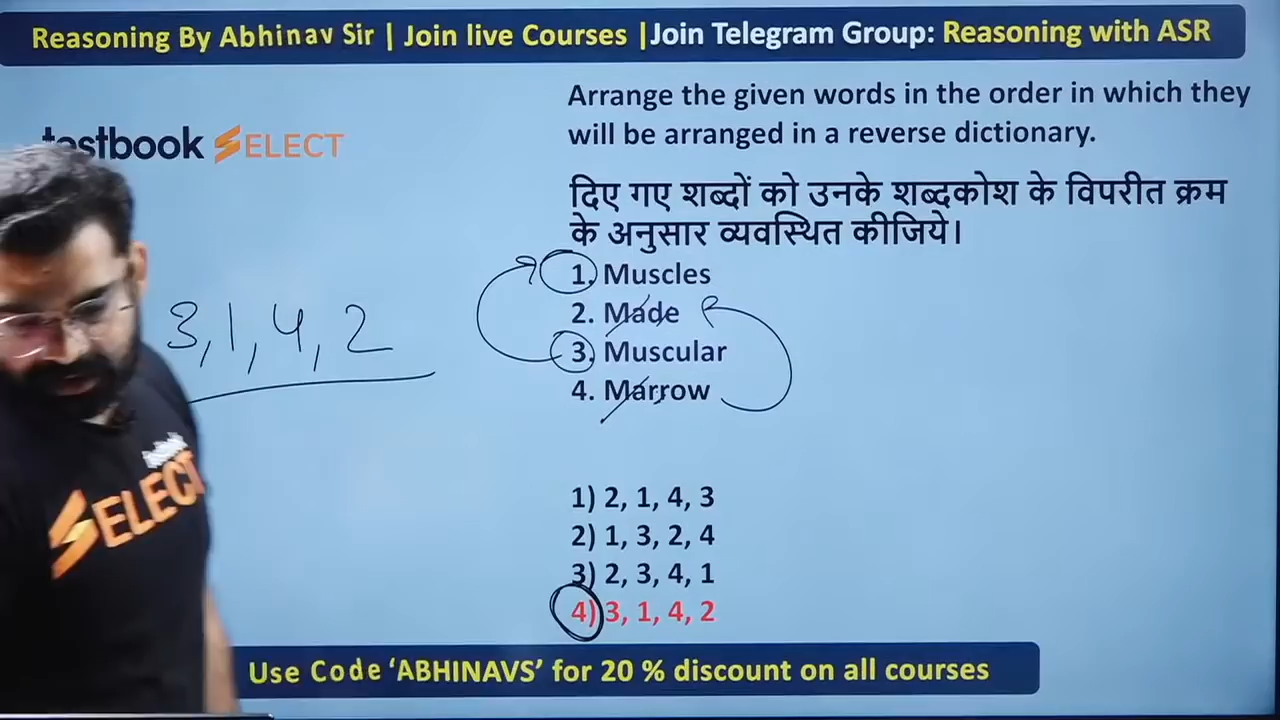 Reasoning By Abhinav Sir | Join live Courses |Join Telegram Group: Reasoning with ASR
testbook SELECT
Arrange the given words in the order in which they
will be arranged in a reverse dictionary.
दिए गए शब्दों को उनके शब्दकोश के विपरीत क्रम
के अनुसार व्यवस्थित कीजिये।
1. Muscles
2. Made
3. Muscular
4. Marrow
3, 1, 4, 2
1) 2, 1, 4, 3
2) 1, 3, 2, 4
3) 2, 3, 4, 1
4) 3, 1, 4, 2
SELECT
Use Code ‘ABHINAVS’ for 20 % discount on all courses